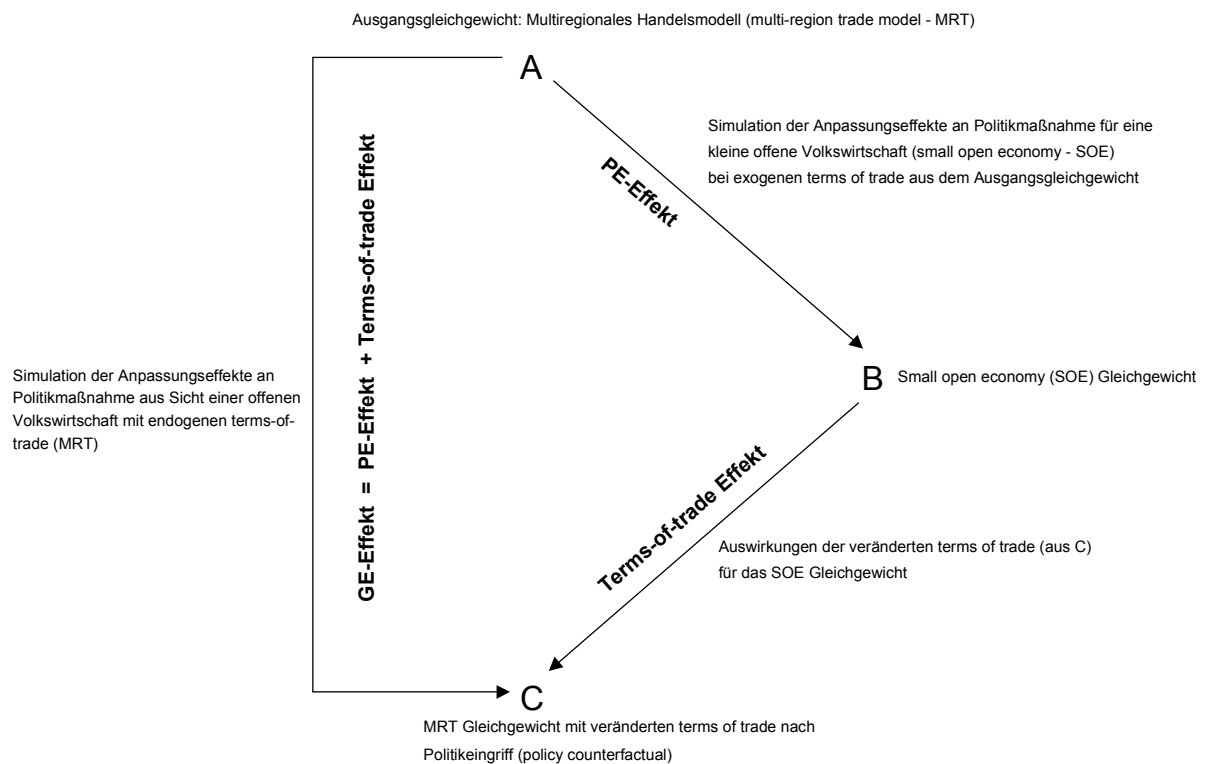 Ausgangsgleichgewicht: Multiregionales Handelsmodell (multi-region trade model - MRT)
A
Simulation der Anpassungseffekte an Politikmaßnahme für eine
kleine offene Volkswirtschaft (small open economy - SOE)
bei exogenen terms of trade aus dem Ausgangsgleichgewicht
PE-Effekt
GE-Effekt = PE-Effekt + Terms-of-trade Effekt
Simulation der Anpassungseffekte an
Politikmaßnahme aus Sicht einer offenen
Volkswirtschaft mit endogenen terms-of-
trade (MRT)
B
Small open economy (SOE) Gleichgewicht
Terms-of-trade Effekt
Auswirkungen der veränderten terms of trade (aus C)
für das SOE Gleichgewicht
C
MRT Gleichgewicht mit veränderten terms of trade nach
Politikeingriff (policy counterfactual)